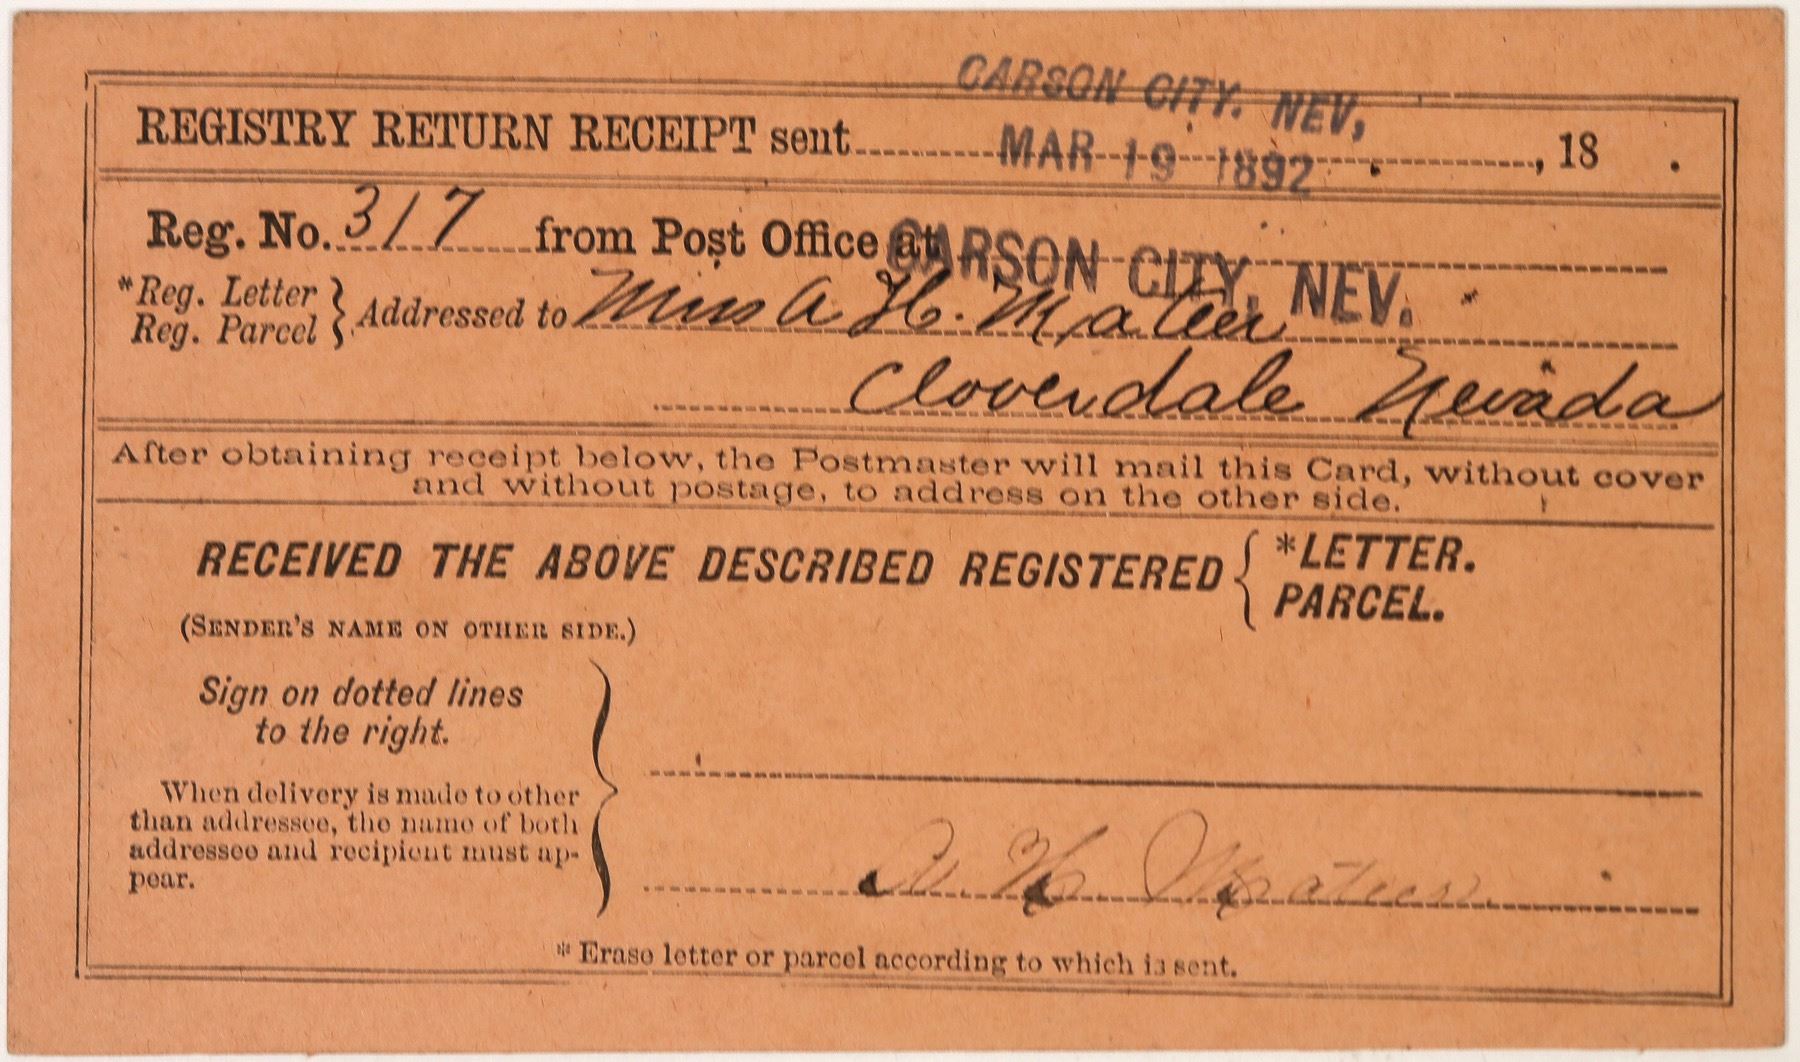 CARSON CITY. NEV,
REGISTRY RETURN RECEIPT sent MAR 19 1892, 18 .
Reg. No. 317 from Post Office at CARSON CITY, NEV.
*Reg. Letter
Reg. Parcel } Addressed to Miss A H. Mateer
Cloverdale Nevada
After obtaining receipt below, the Postmaster will mail this Card, without cover
and without postage, to address on the other side.
RECEIVED THE ABOVE DESCRIBED REGISTERED { *LETTER.
PARCEL.
(SENDER'S NAME ON OTHER SIDE.)
Sign on dotted lines
to the right.
When delivery is made to other
than addressee, the name of both
addressee and recipient must ap-
pear.
A. H. Mateer.
* Erase letter or parcel according to which is sent.